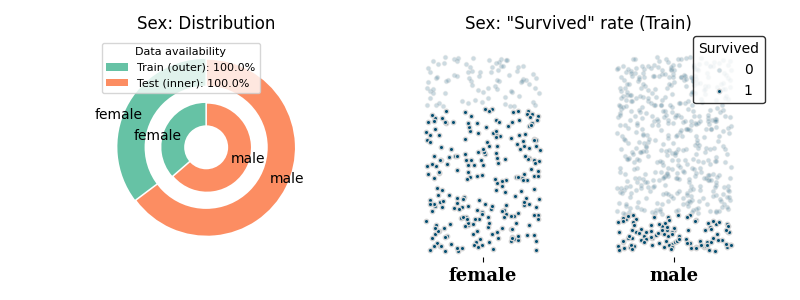 Sex: Distribution
Data availability
Train (outer): 100.0%
Test (inner): 100.0%
female
female
male
male
Sex: "Survived" rate (Train)
Survived
0
1
female
male